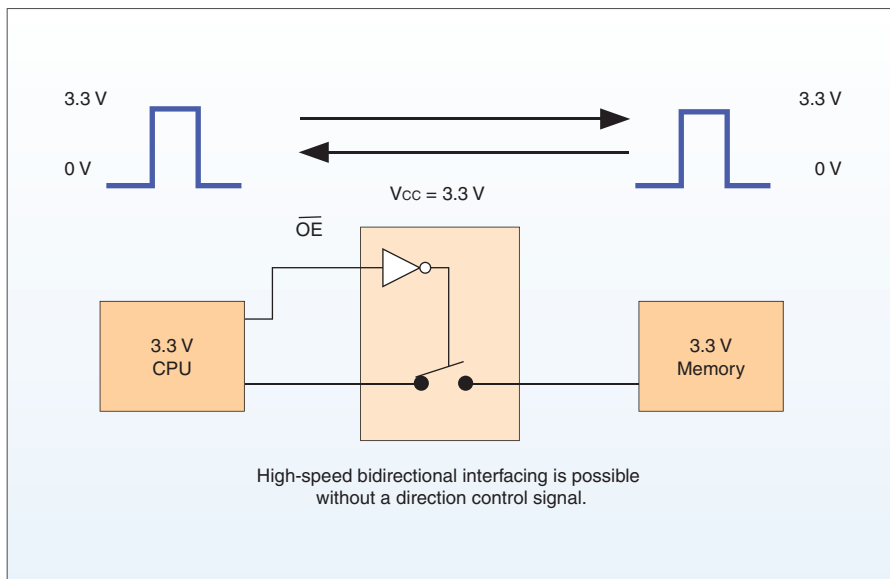 3.3 V
3.3 V
0 V
0 V
VCC = 3.3 V
O̅E̅
3.3 V
CPU
3.3 V
Memory
High-speed bidirectional interfacing is possible
without a direction control signal.